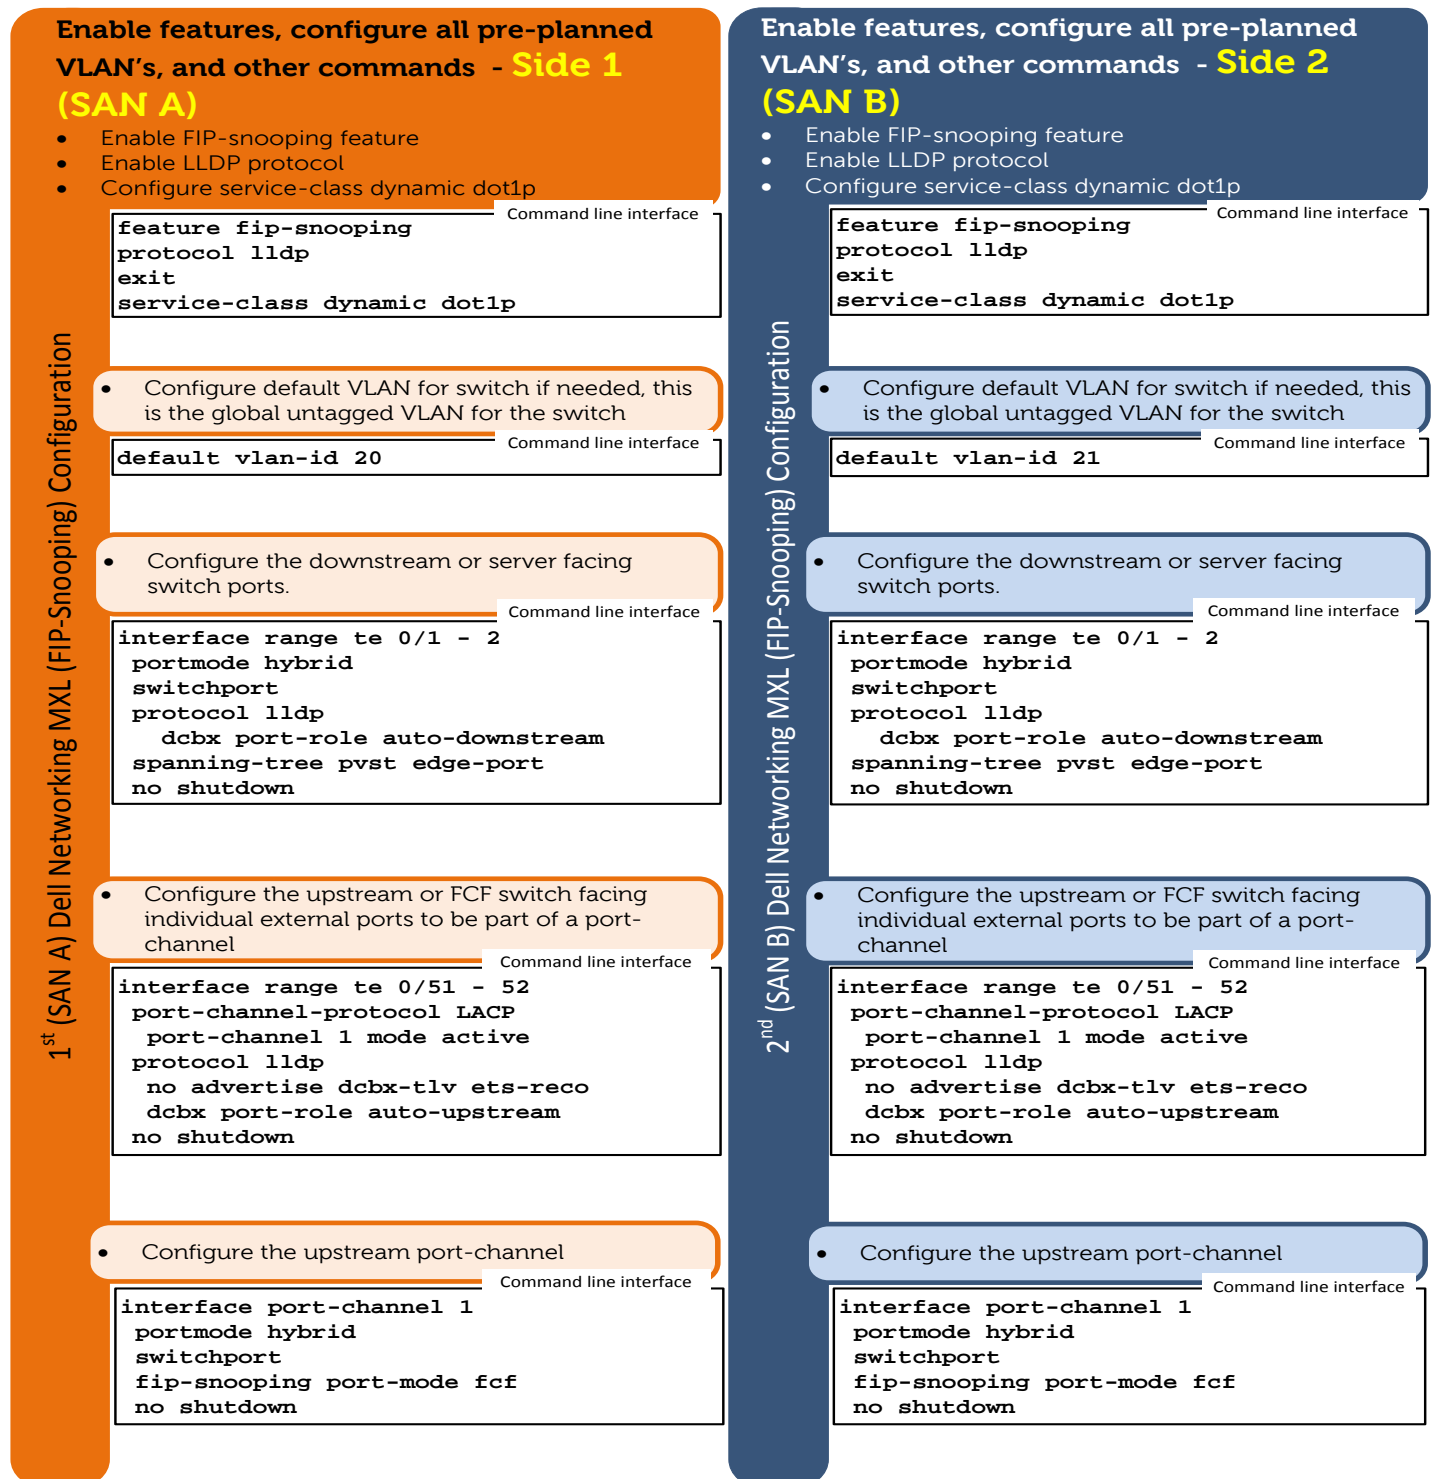 Enable features, configure all pre-planned
VLAN's, and other commands - Side 1
(SAN A)
• Enable FIP-snooping feature
• Enable LLDP protocol
• Configure service-class dynamic dot1p
Command line interface
feature fip-snooping
protocol lldp
exit
service-class dynamic dot1p
• Configure default VLAN for switch if needed, this
is the global untagged VLAN for the switch
Command line interface
default vlan-id 20
• Configure the downstream or server facing
switch ports.
Command line interface
interface range te 0/1 - 2
portmode hybrid
switchport
protocol lldp
dcbx port-role auto-downstream
spanning-tree pvst edge-port
no shutdown
• Configure the upstream or FCF switch facing
individual external ports to be part of a port-
channel
Command line interface
interface range te 0/51 - 52
port-channel-protocol LACP
port-channel 1 mode active
protocol lldp
no advertise dcbx-tlv ets-reco
dcbx port-role auto-upstream
no shutdown
• Configure the upstream port-channel
Command line interface
interface port-channel 1
portmode hybrid
switchport
fip-snooping port-mode fcf
no shutdown
1st (SAN A) Dell Networking MXL (FIP-Snooping) Configuration
Enable features, configure all pre-planned
VLAN's, and other commands - Side 2
(SAN B)
• Enable FIP-snooping feature
• Enable LLDP protocol
• Configure service-class dynamic dot1p
Command line interface
feature fip-snooping
protocol lldp
exit
service-class dynamic dot1p
• Configure default VLAN for switch if needed, this
is the global untagged VLAN for the switch
Command line interface
default vlan-id 21
• Configure the downstream or server facing
switch ports.
Command line interface
interface range te 0/1 - 2
portmode hybrid
switchport
protocol lldp
dcbx port-role auto-downstream
spanning-tree pvst edge-port
no shutdown
• Configure the upstream or FCF switch facing
individual external ports to be part of a port-
channel
Command line interface
interface range te 0/51 - 52
port-channel-protocol LACP
port-channel 1 mode active
protocol lldp
no advertise dcbx-tlv ets-reco
dcbx port-role auto-upstream
no shutdown
• Configure the upstream port-channel
Command line interface
interface port-channel 1
portmode hybrid
switchport
fip-snooping port-mode fcf
no shutdown
2nd (SAN B) Dell Networking MXL (FIP-Snooping) Configuration